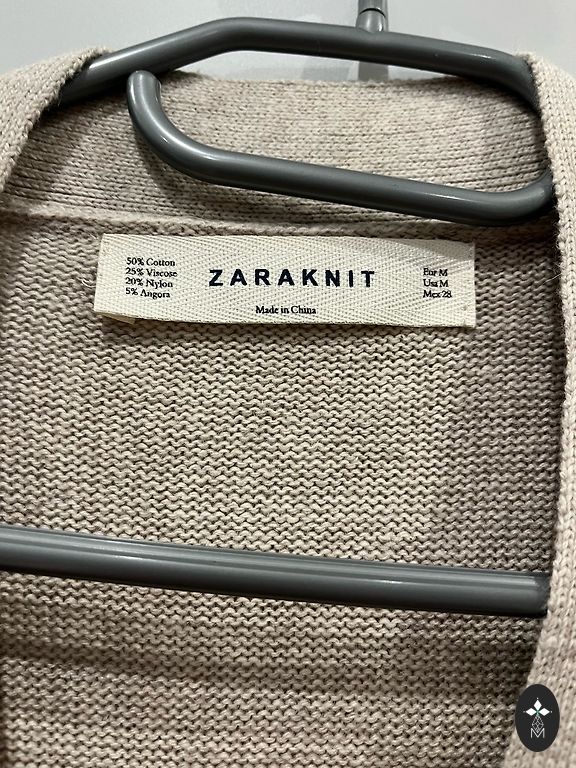 50% Cotton
25% Viscose
20% Nylon
5% Angora
ZARAKNIT
Made in China
Eur M
Usa M
Mex 28